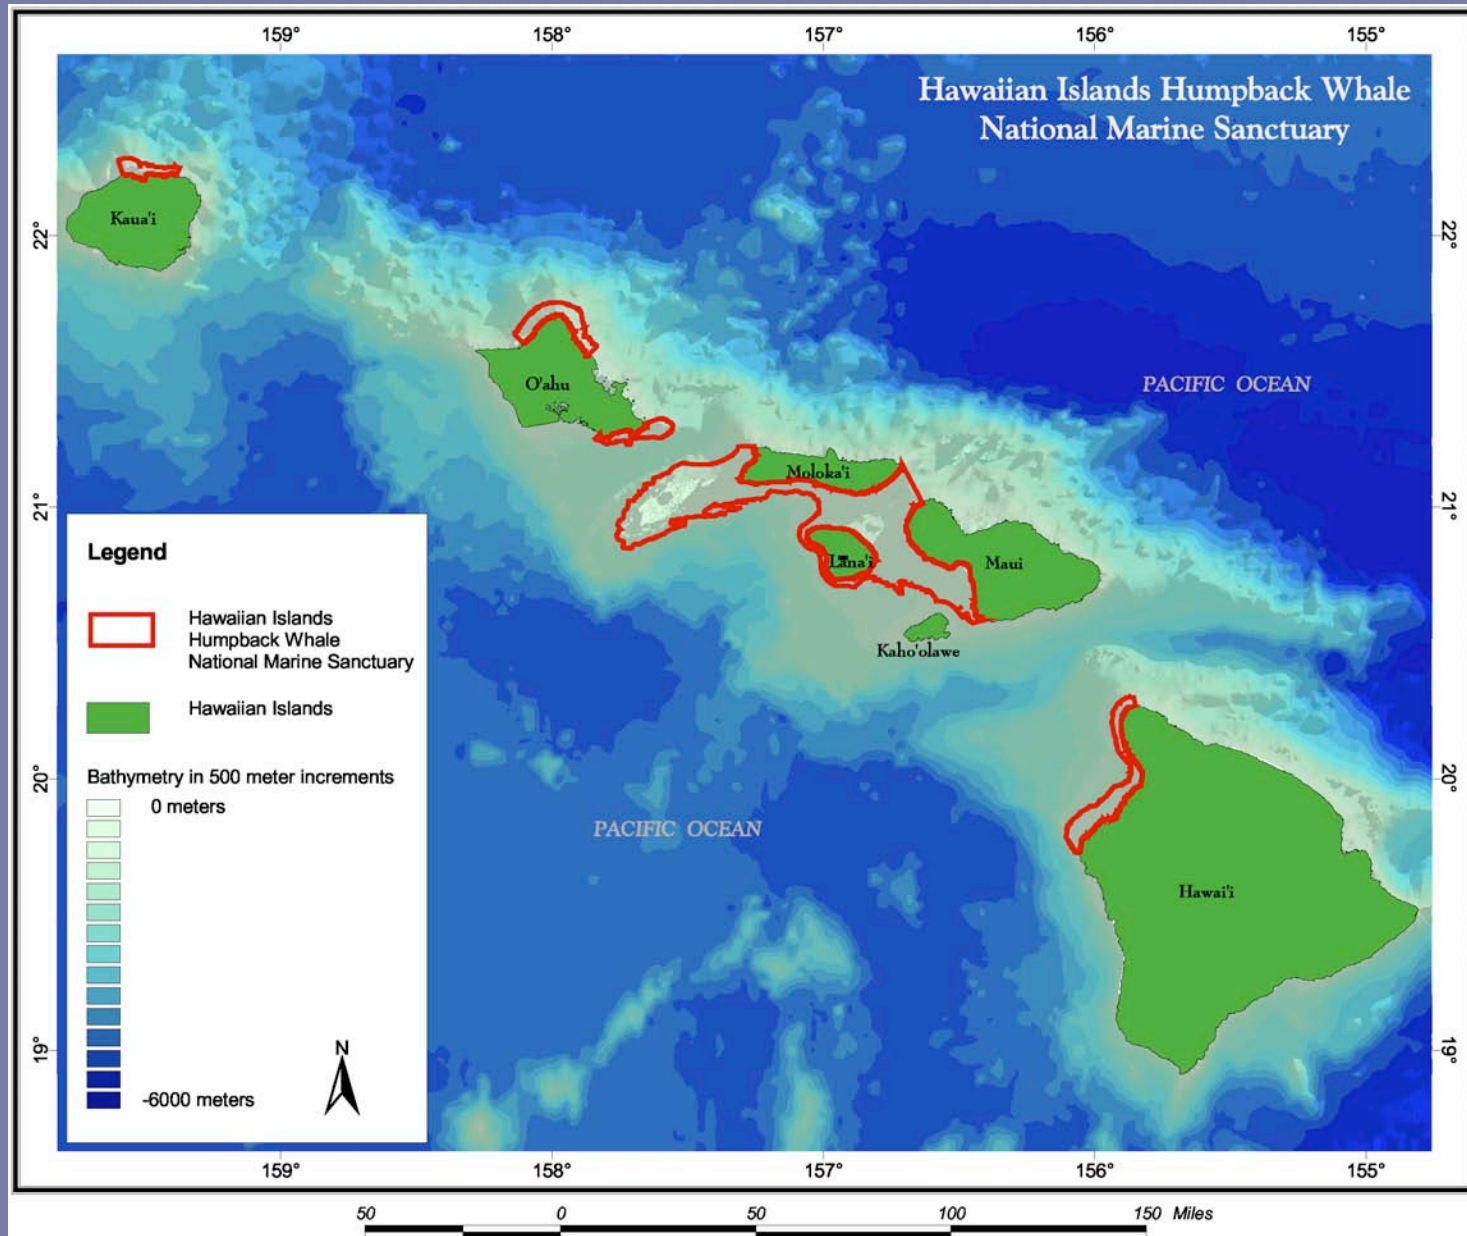 159° 158° 157° 156° 155°
Hawaiian Islands Humpback Whale
National Marine Sanctuary
Kaua'i
22° 22°
O'ahu
PACIFIC OCEAN
Moloka'i
21° 21°
Lana'i
Maui
Kaho'olawe
Legend
Hawaiian Islands
Humpback Whale
National Marine Sanctuary
Hawaiian Islands
Bathymetry in 500 meter increments
0 meters
-6000 meters
N
20° 20°
PACIFIC OCEAN
Hawai'i
19° 19°
159° 158° 157° 156° 155°
50 0 50 100 150 Miles